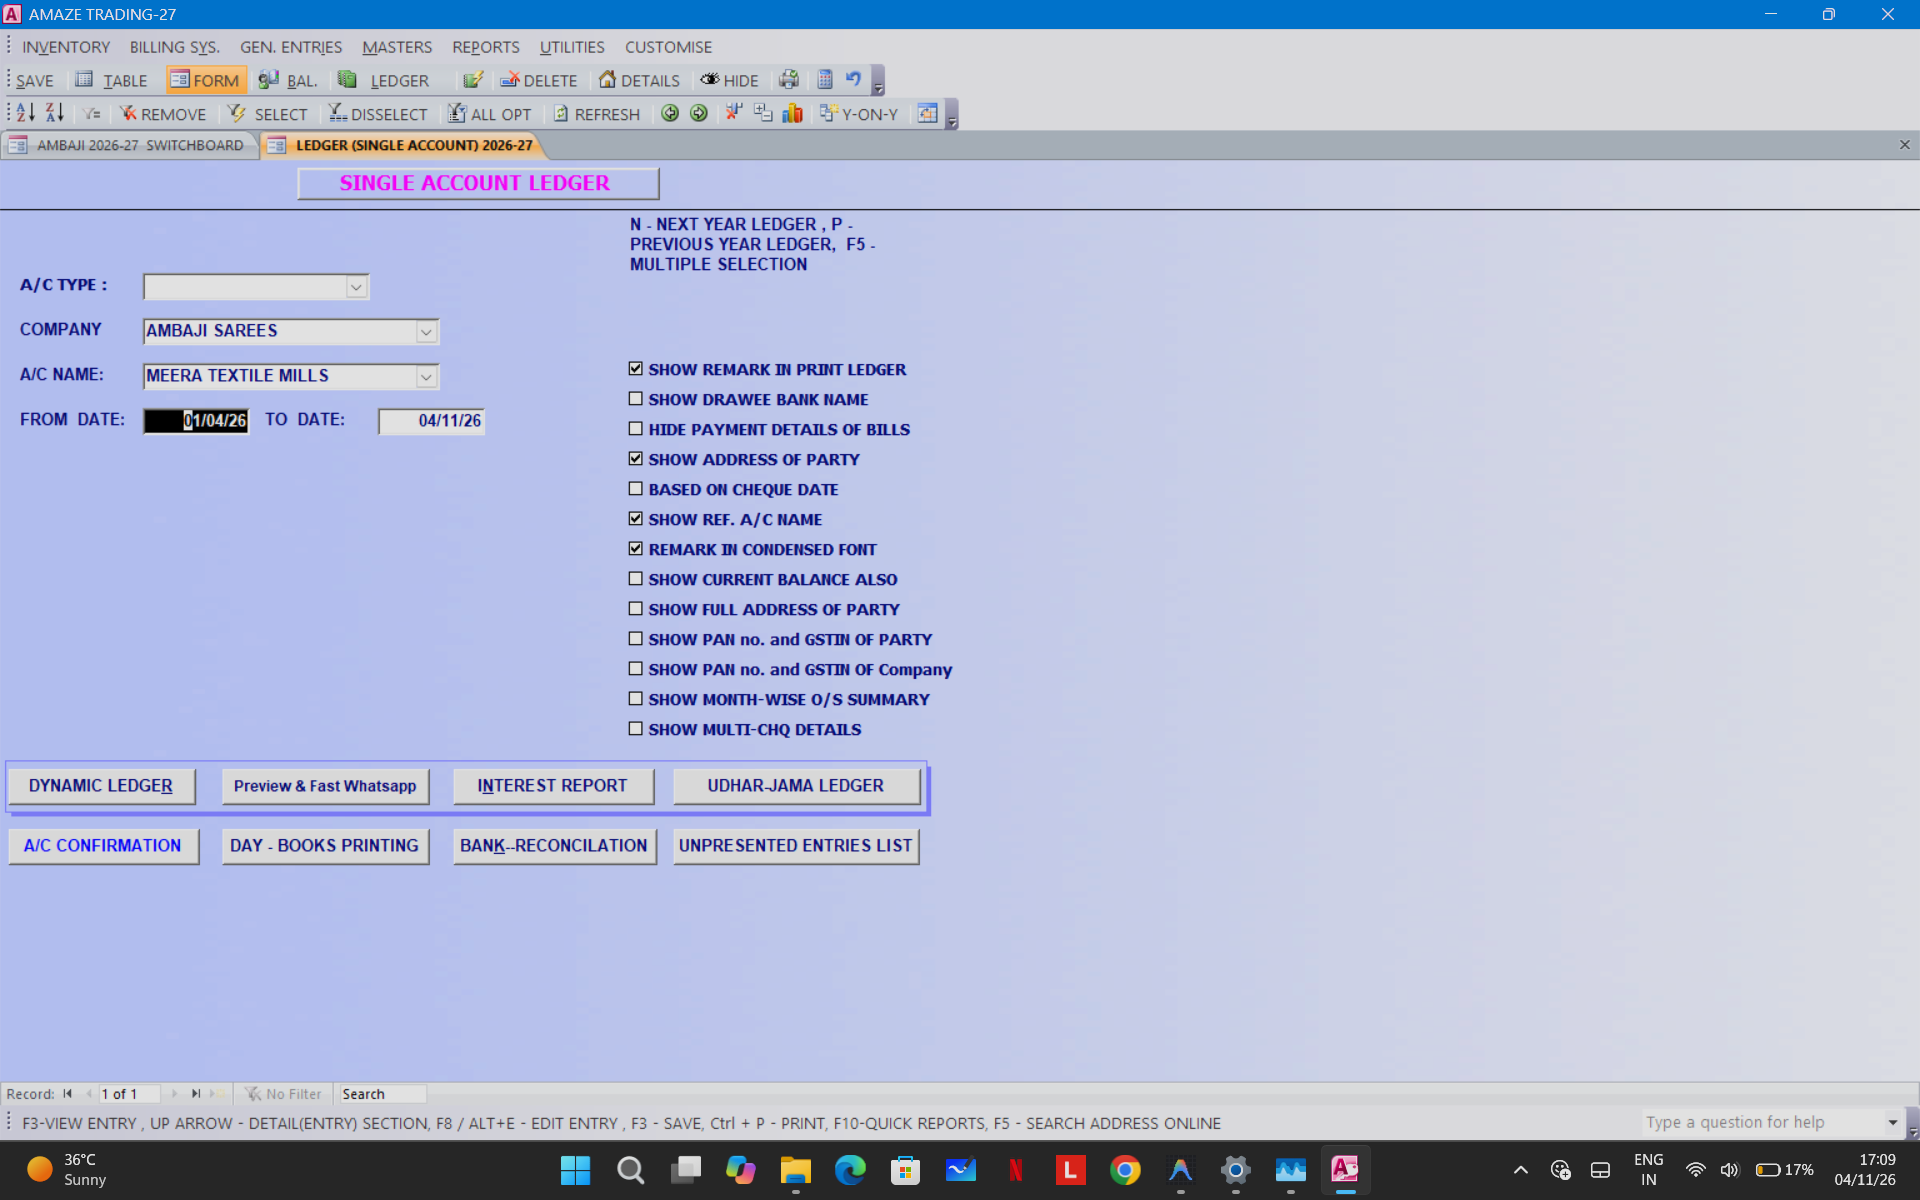 AMAZE TRADING-27
INVENTORY BILLING SYS. GEN. ENTRIES MASTERS REPORTS UTILITIES CUSTOMISE
SAVE TABLE FORM BAL. LEDGER DELETE DETAILS HIDE
REMOVE SELECT DISSELECT ALL OPT REFRESH Y-ON-Y
AMBAJI 2026-27 SWITCHBOARD LEDGER (SINGLE ACCOUNT) 2026-27
SINGLE ACCOUNT LEDGER
N - NEXT YEAR LEDGER , P -
PREVIOUS YEAR LEDGER, F5 -
MULTIPLE SELECTION
A/C TYPE :
COMPANY AMBAJI SAREES
A/C NAME: MEERA TEXTILE MILLS
FROM DATE: 01/04/26 TO DATE: 04/11/26
SHOW REMARK IN PRINT LEDGER
SHOW DRAWEE BANK NAME
HIDE PAYMENT DETAILS OF BILLS
SHOW ADDRESS OF PARTY
BASED ON CHEQUE DATE
SHOW REF. A/C NAME
REMARK IN CONDENSED FONT
SHOW CURRENT BALANCE ALSO
SHOW FULL ADDRESS OF PARTY
SHOW PAN no. and GSTIN OF PARTY
SHOW PAN no. and GSTIN OF Company
SHOW MONTH-WISE O/S SUMMARY
SHOW MULTI-CHQ DETAILS
DYNAMIC LEDGER Preview & Fast Whatsapp INTEREST REPORT UDHAR-JAMA LEDGER
A/C CONFIRMATION DAY - BOOKS PRINTING BANK--RECONCILATION UNPRESENTED ENTRIES LIST
Record: 1 of 1 No Filter Search
F3-VIEW ENTRY , UP ARROW - DETAIL(ENTRY) SECTION, F8 / ALT+E - EDIT ENTRY , F3 - SAVE, Ctrl + P - PRINT, F10-QUICK REPORTS, F5 - SEARCH ADDRESS ONLINE Type a question for help
36°C
Sunny
ENG
IN
17%
17:09
04/11/26